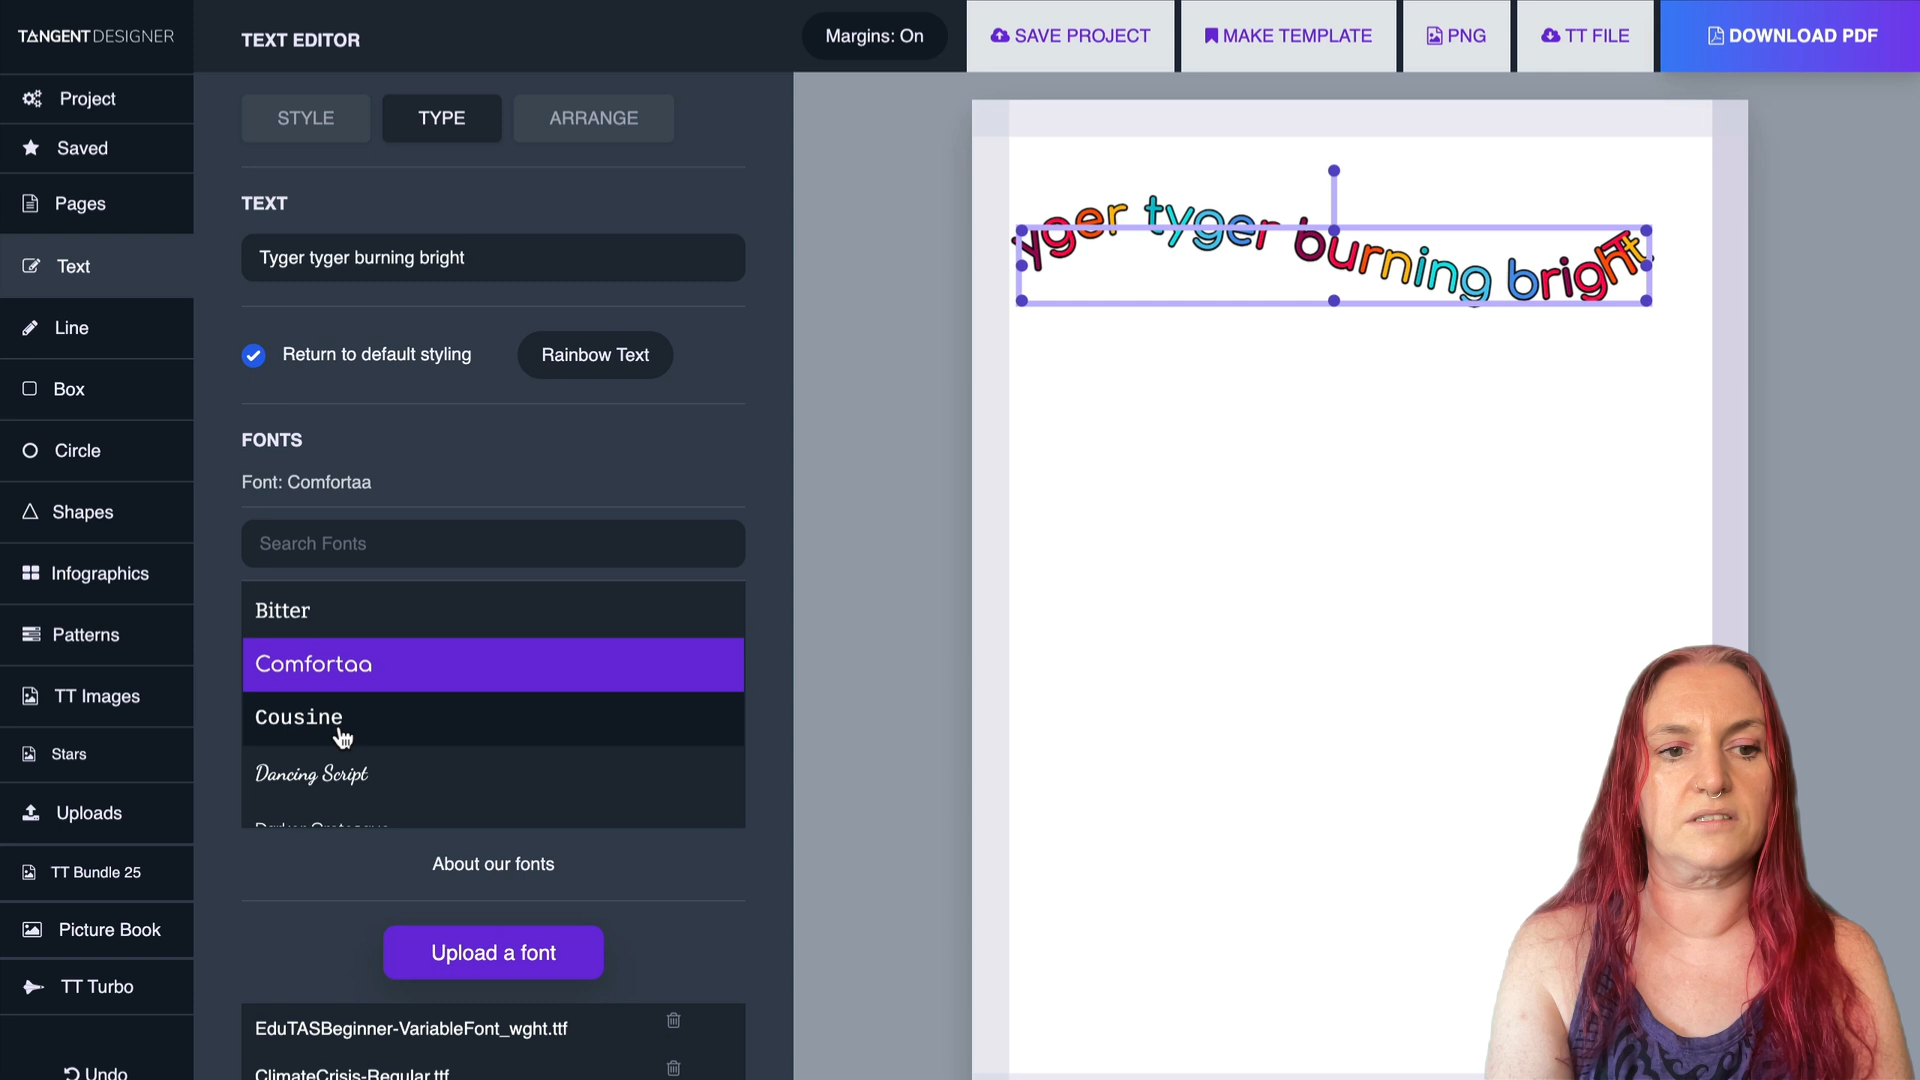 TANGENT DESIGNER
TEXT EDITOR
Margins: On
SAVE PROJECT
MAKE TEMPLATE
PNG
TT FILE
DOWNLOAD PDF
Project
Saved
Pages
Text
Line
Box
Circle
Shapes
Infographics
Patterns
TT Images
Stars
Uploads
TT Bundle 25
Picture Book
TT Turbo
Undo
STYLE
TYPE
ARRANGE
TEXT
Tyger tyger burning bright
Return to default styling
Rainbow Text
FONTS
Font: Comfortaa
Search Fonts
Bitter
Comfortaa
Cousine
Dancing Script
About our fonts
Upload a font
EduTASBeginner-VariableFont_wght.ttf
ClimateCrisis-Regular.ttf
yger tyger burning bright